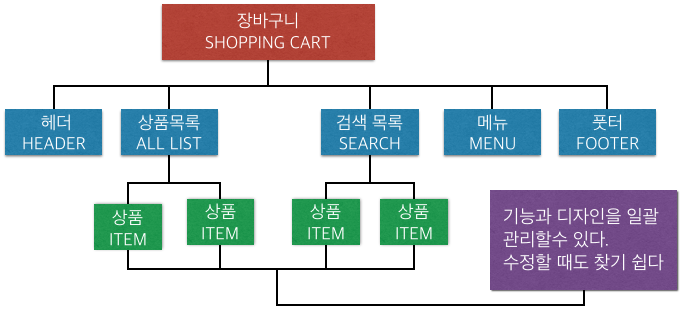 장바구니
SHOPPING CART
헤더
HEADER
상품목록
ALL LIST
검색 목록
SEARCH
메뉴
MENU
풋터
FOOTER
상품
ITEM
상품
ITEM
상품
ITEM
상품
ITEM
기능과 디자인을 일괄
관리할수 있다.
수정할 때도 찾기 쉽다